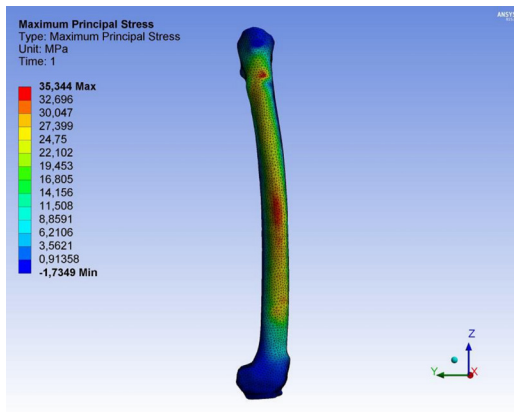 Maximum Principal Stress
Type: Maximum Principal Stress
Unit: MPa
Time: 1
35,344 Max
32,696
30,047
27,399
24,75
22,102
19,453
16,805
14,156
11,508
8,8591
6,2106
3,5621
0,91358
-1,7349 Min
ANSY
Z
Y
X